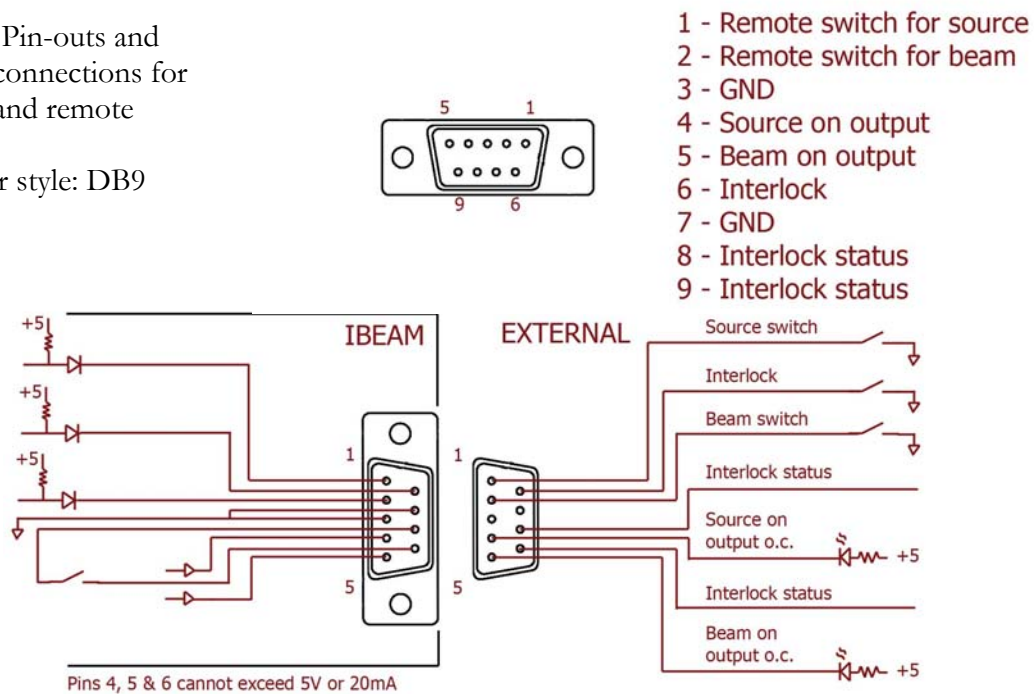 Pin-outs and
connections for
and remote
r style: DB9
1 - Remote switch for source
2 - Remote switch for beam
3 - GND
4 - Source on output
5 - Beam on output
6 - Interlock
7 - GND
8 - Interlock status
9 - Interlock status
5 1
9 6
+5
+5
+5
IBEAM
EXTERNAL
1
5
1
5
Source switch
Interlock
Beam switch
Interlock status
Source on
output o.c.
+5
Interlock status
Beam on
output o.c.
+5
Pins 4, 5 & 6 cannot exceed 5V or 20mA